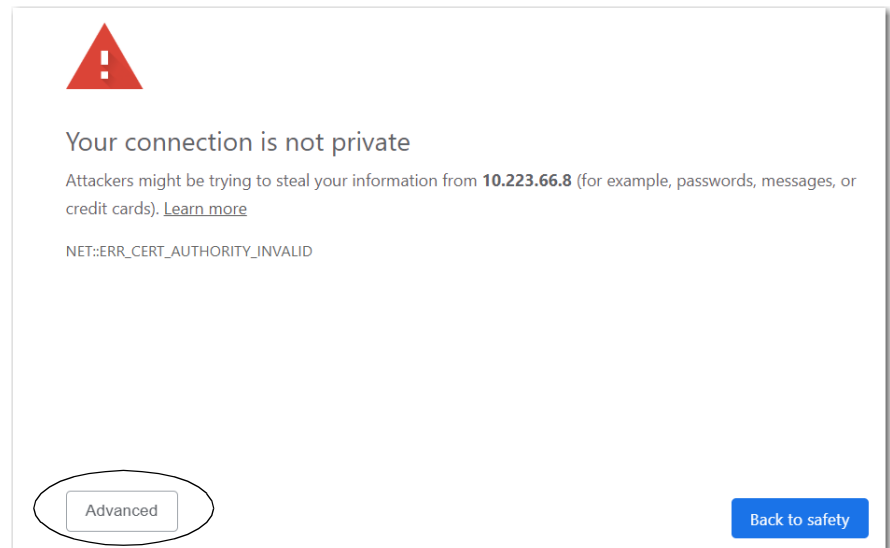 Your connection is not private
Attackers might be trying to steal your information from 10.223.66.8 (for example, passwords, messages, or
credit cards). Learn more
NET::ERR_CERT_AUTHORITY_INVALID
Advanced
Back to safety